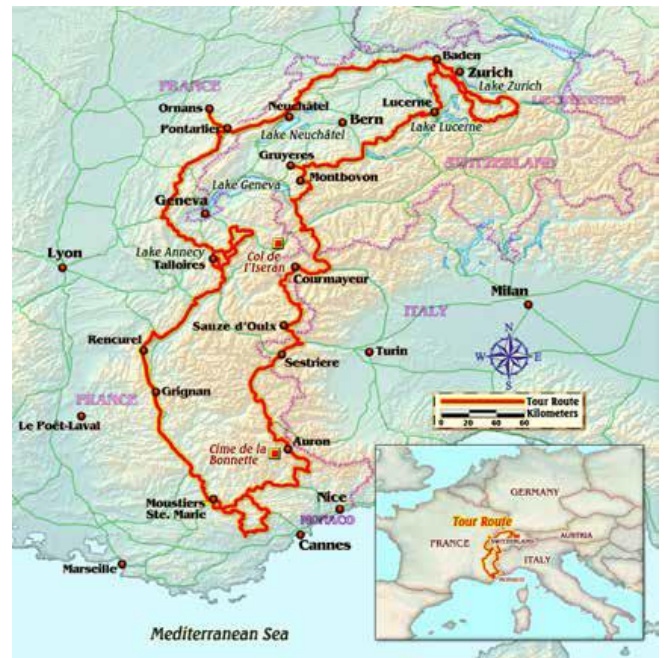 Baden
Zurich
Lake Zurich
FRANCE
Ornans
Neuchâtel
Lucerne
LIECHTENSTEIN
Pontarlier
Bern
Lake Neuchâtel
Lake Lucerne
Gruyeres
SWITZERLAND
Montbovon
Lake Geneva
Geneva
Lyon
Lake Annecy
Talloires
Col de
l'Iseran
Courmayeur
Milan
ITALY
Sauze d'Oulx
N
W E
S
Rencurel
Sestriere
Turin
FRANCE
Grignan
Tour Route
Kilometers
0 20 40 60
Le Poët-Laval
Auron
Cime de la
Bonnette
Moustiers
Ste. Marie
Nice
MONACO
Cannes
Marseille
Mediterranean Sea
GERMANY
Tour Route
FRANCE
SWITZERLAND
AUSTRIA
ITALY
MONACO